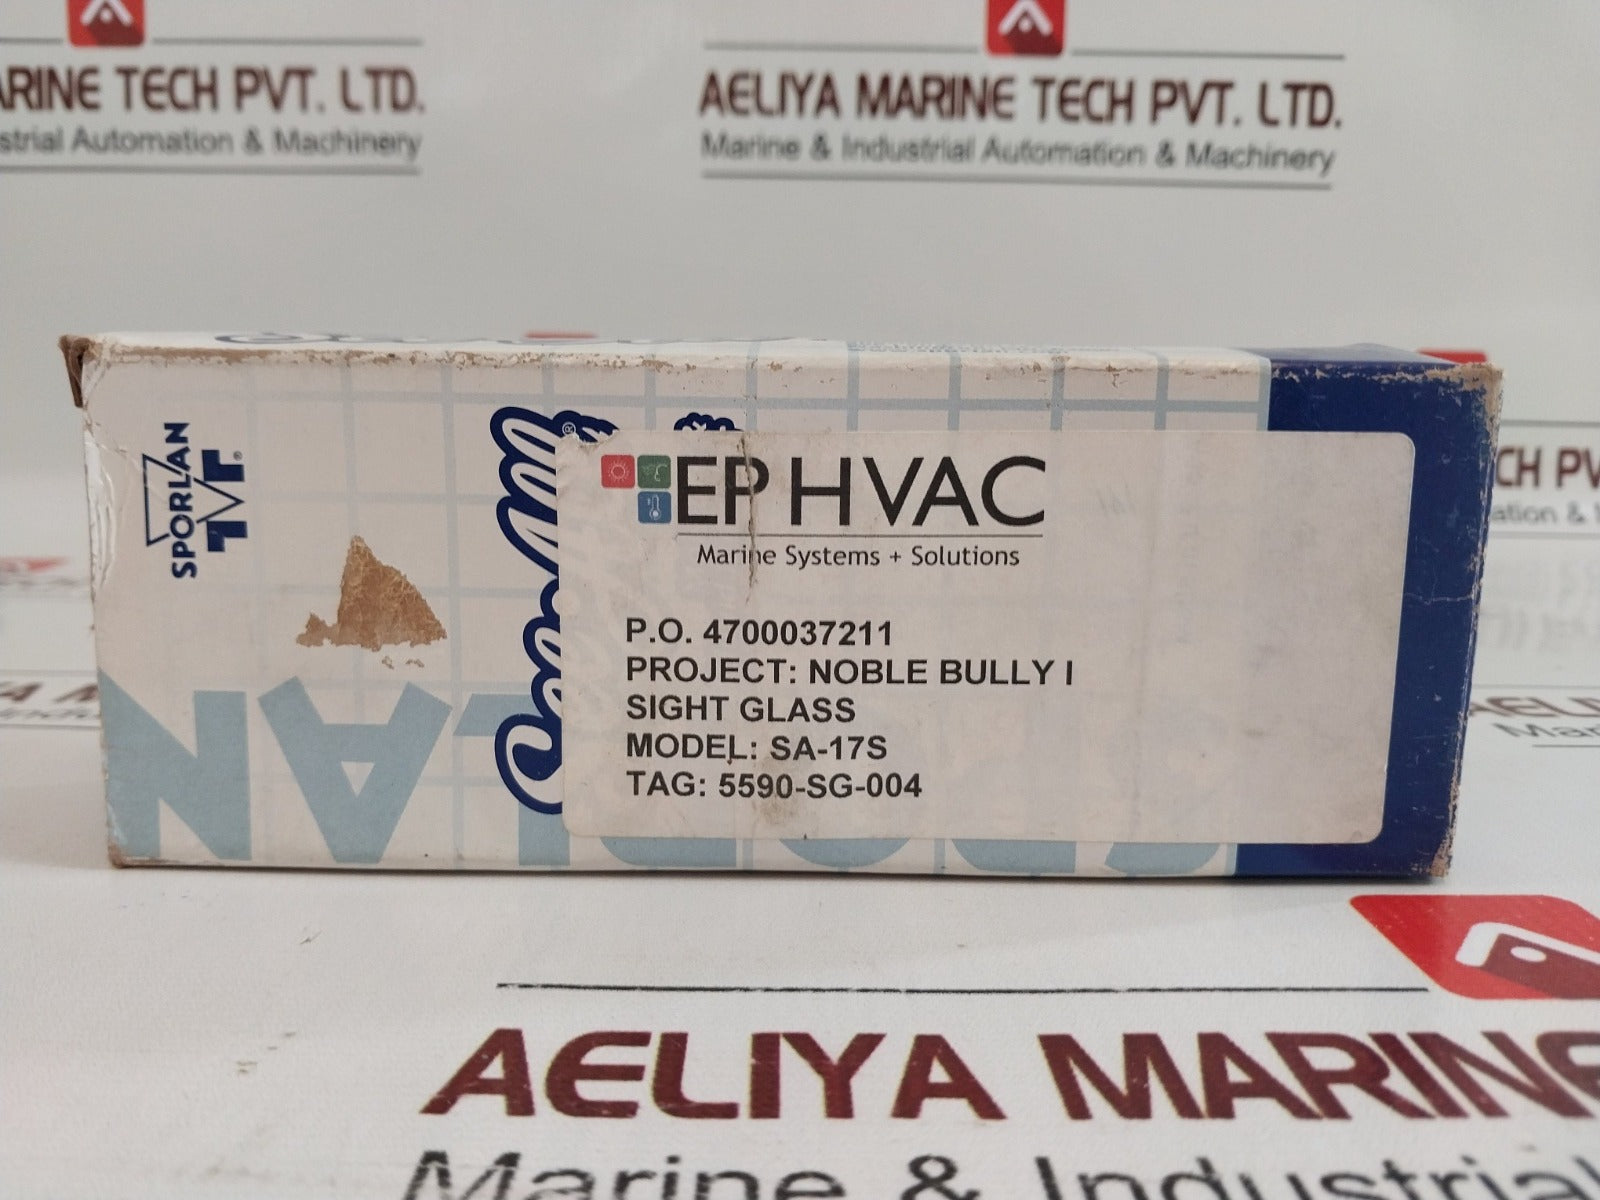 ARINE TECH PVT. LTD.
strial Automation & Machinery
AELIYA MARINE TECH PVT. LTD.
Marine & Industrial Automation & Machinery
SPORLAN
EP HVAC
Marine Systems + Solutions
P.O. 4700037211
PROJECT: NOBLE BULLY I
SIGHT GLASS
MODEL: SA-17S
TAG: 5590-SG-004
CH PV
ation &
AELIYA MARINE
Marine & Industrial